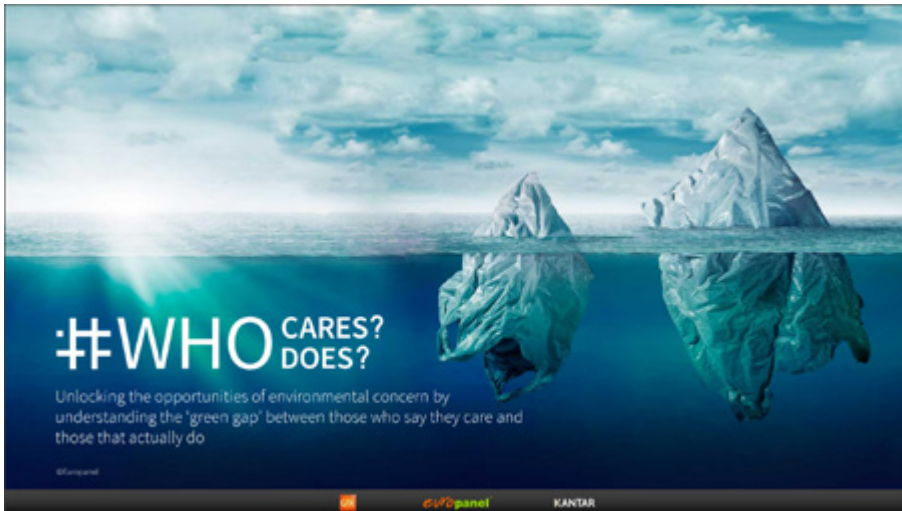 :#WHO CARES?
DOES?
Unlocking the opportunities of environmental concern by
understanding the 'green gap' between those who say they care and
those that actually do
©Europanel
GfK
europanel
KANTAR